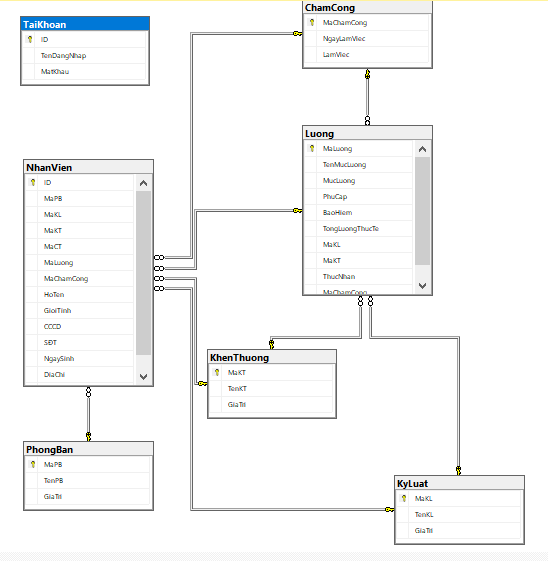 TaiKhoan
ID
TenDangNhap
MatKhau
ChamCong
MaChamCong
NgayLamViec
LamViec
Luong
MaLuong
TenMucLuong
MucLuong
PhuCap
BaoHiem
TongLuongThucTe
MaKL
MaKT
ThucNhan
MaChamCong
NhanVien
ID
MaPB
MaKL
MaKT
MaCT
MaLuong
MaChamCong
HoTen
GioiTinh
CCCD
SĐT
NgaySinh
DiaChi
KhenThuong
MaKT
TenKT
GiaTri
PhongBan
MaPB
TenPB
GiaTri
KyLuat
MaKL
TenKL
GiaTri